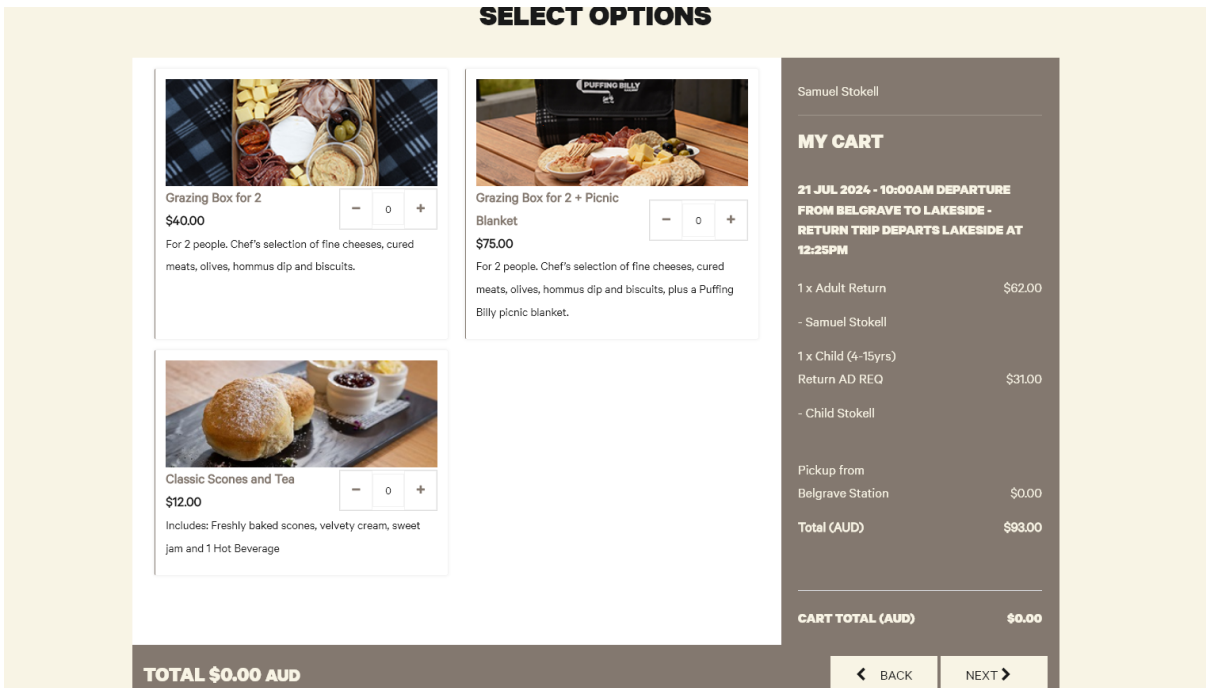 SELECT OPTIONS
PUFFING BILLY
Grazing Box for 2
$40.00
− 0 +
For 2 people. Chef's selection of fine cheeses, cured
meats, olives, hommus dip and biscuits.
Grazing Box for 2 + Picnic
Blanket
$75.00
− 0 +
For 2 people. Chef's selection of fine cheeses, cured
meats, olives, hommus dip and biscuits, plus a Puffing
Billy picnic blanket.
Classic Scones and Tea
$12.00
− 0 +
Includes: Freshly baked scones, velvety cream, sweet
jam and 1 Hot Beverage
Samuel Stokell
MY CART
21 JUL 2024 - 10:00AM DEPARTURE
FROM BELGRAVE TO LAKESIDE -
RETURN TRIP DEPARTS LAKESIDE AT
12:25PM
1 x Adult Return $62.00
- Samuel Stokell
1 x Child (4-15yrs)
Return AD REQ $31.00
- Child Stokell
Pickup from
Belgrave Station $0.00
Total (AUD) $93.00
CART TOTAL (AUD) $0.00
TOTAL $0.00 AUD
BACK NEXT